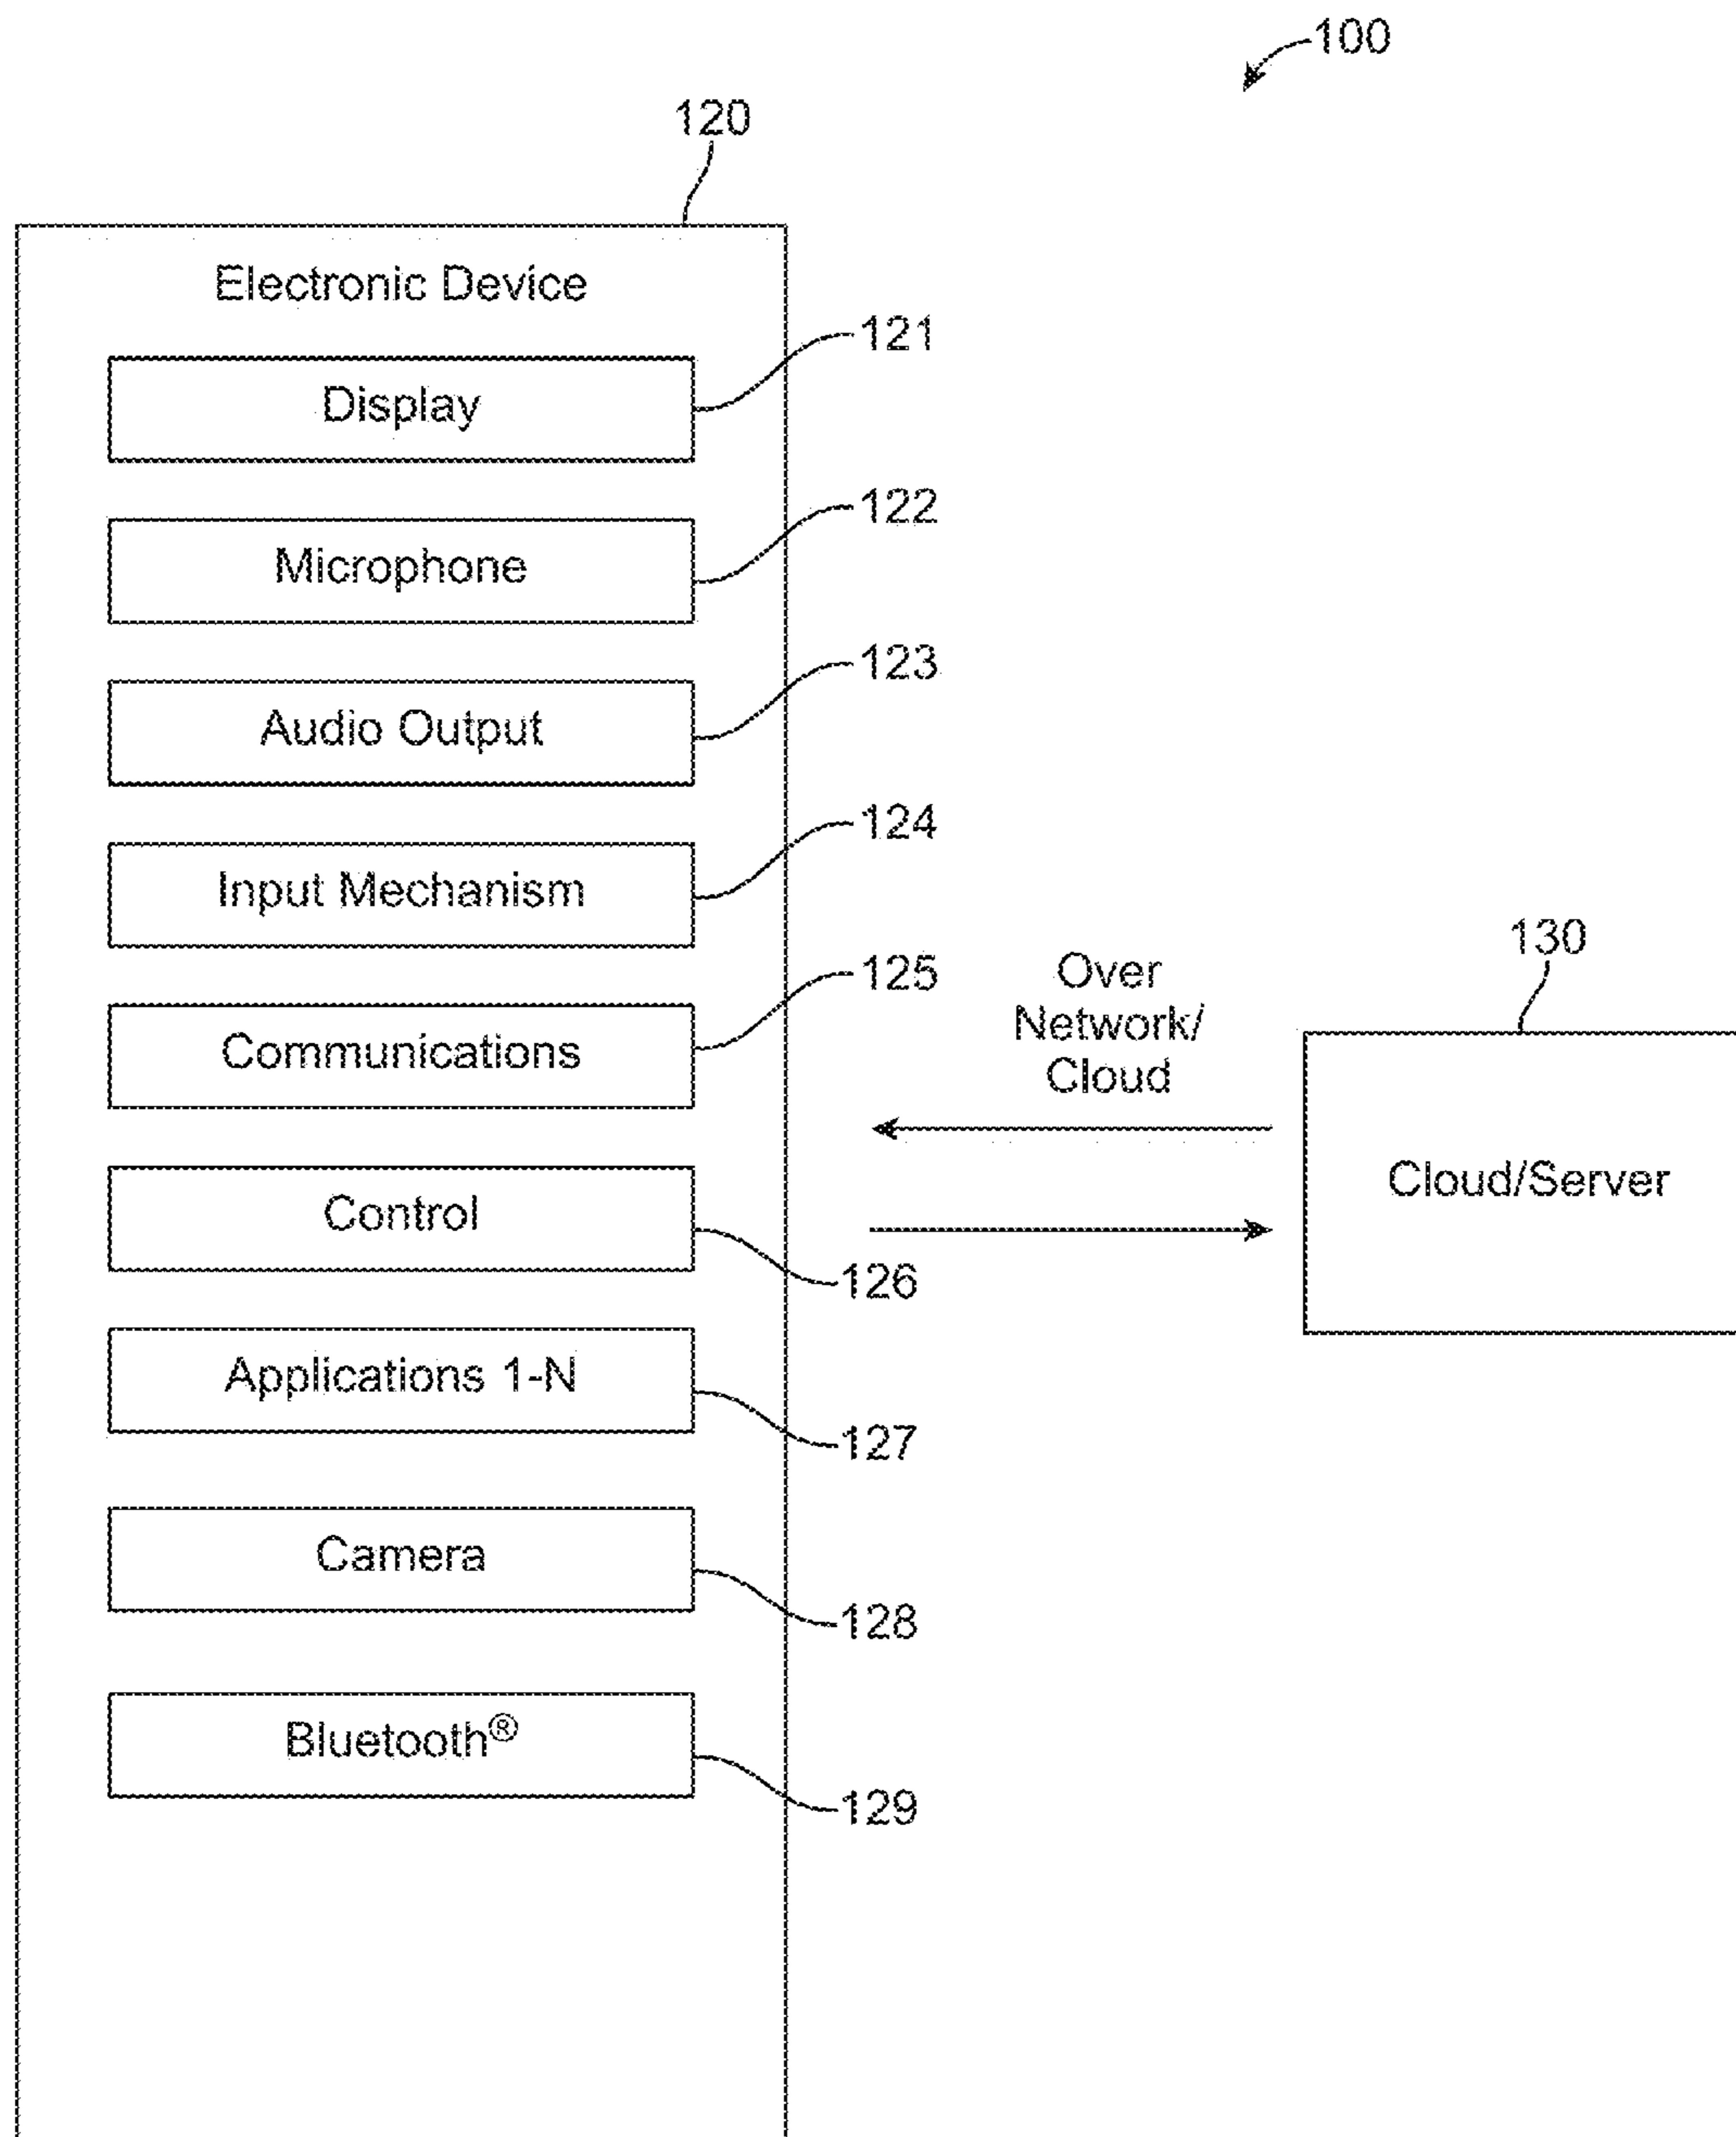 100
120
Electronic Device
121
Display
122
Microphone
123
Audio Output
124
Input Mechanism
125
Communications
Control
126
Applications 1-N
127
Camera
128
Bluetooth®
129
Over
Network/
Cloud
130
Cloud/Server